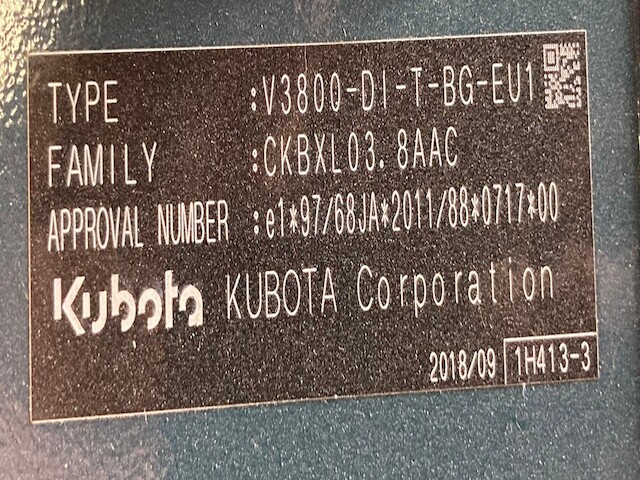 TYPE :V3800-DI-T-BG-EU1
FAMILY :CKBXL03.8AAC
APPROVAL NUMBER :e1*97/68JA*2011/88*0717*00
Kubota KUBOTA Corporation
2018/09 1H413-3